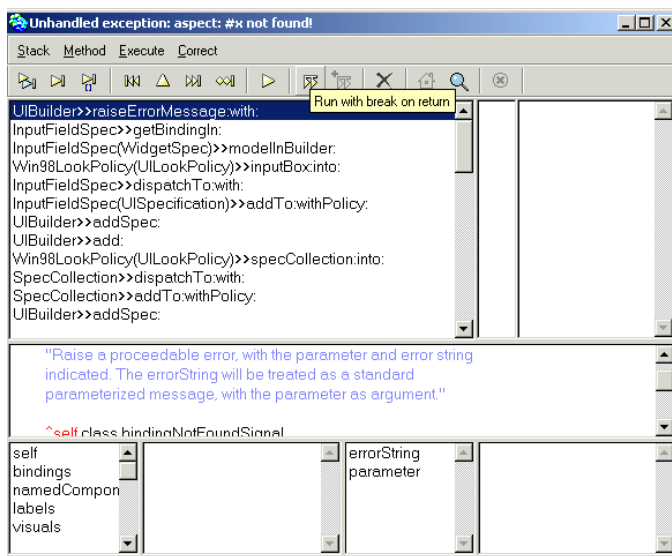 Unhandled exception: aspect: #x not found!
Stack Method Execute Correct
Run with break on return
UIBuilder>>raiseErrorMessage:with:
InputFieldSpec>>getBindingIn:
InputFieldSpec(WidgetSpec)>>modelInBuilder:
Win98LookPolicy(UILookPolicy)>>inputBox:into:
InputFieldSpec>>dispatchTo:with:
InputFieldSpec(UISpecification)>>addTo:withPolicy:
UIBuilder>>addSpec:
UIBuilder>>add:
Win98LookPolicy(UILookPolicy)>>specCollection:into:
SpecCollection>>dispatchTo:with:
SpecCollection>>addTo:withPolicy:
UIBuilder>>addSpec:
"Raise a proceedable error, with the parameter and error string
indicated. The errorString will be treated as a standard
parameterized message, with the parameter as argument."
^self class bindingNotFoundSignal
self
bindings
namedCompon
labels
visuals
errorString
parameter